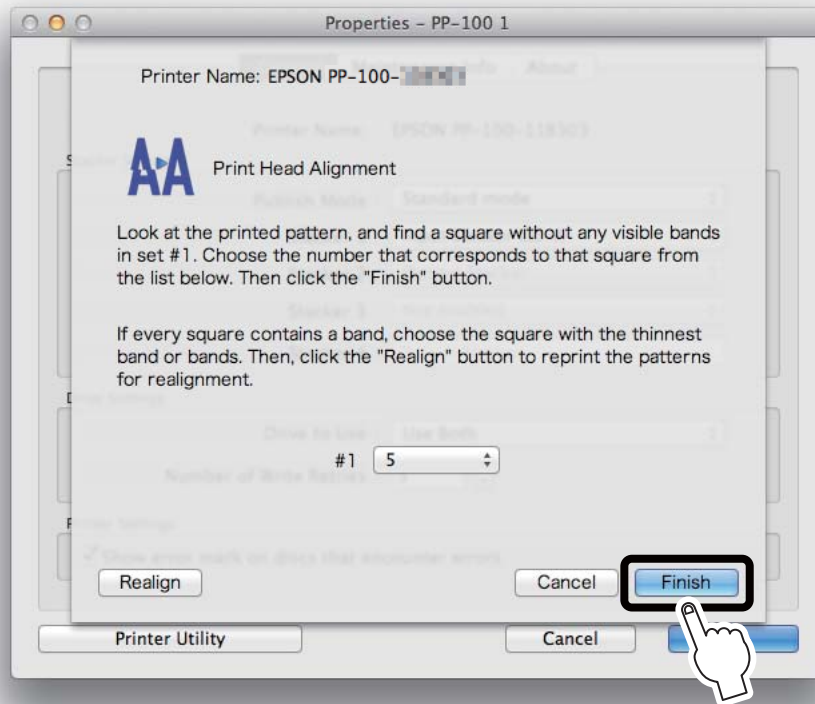 Properties – PP-100 1
Printer Name: EPSON PP-100-
Print Head Alignment
Look at the printed pattern, and find a square without any visible bands
in set #1. Choose the number that corresponds to that square from
the list below. Then click the "Finish" button.
If every square contains a band, choose the square with the thinnest
band or bands. Then, click the "Realign" button to reprint the patterns
for realignment.
#1 5
Realign Cancel Finish
Printer Utility Cancel